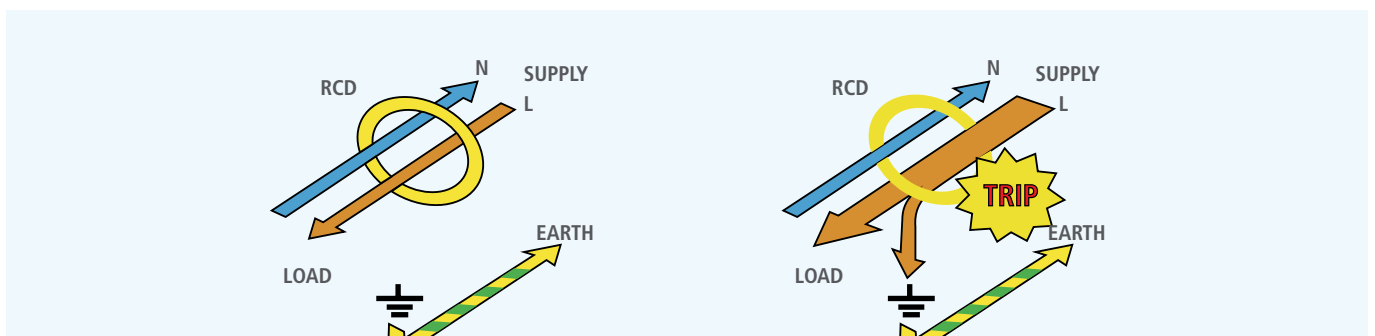 N
SUPPLY
RCD
L
EARTH
LOAD
N
SUPPLY
RCD
L
TRIP
EARTH
LOAD